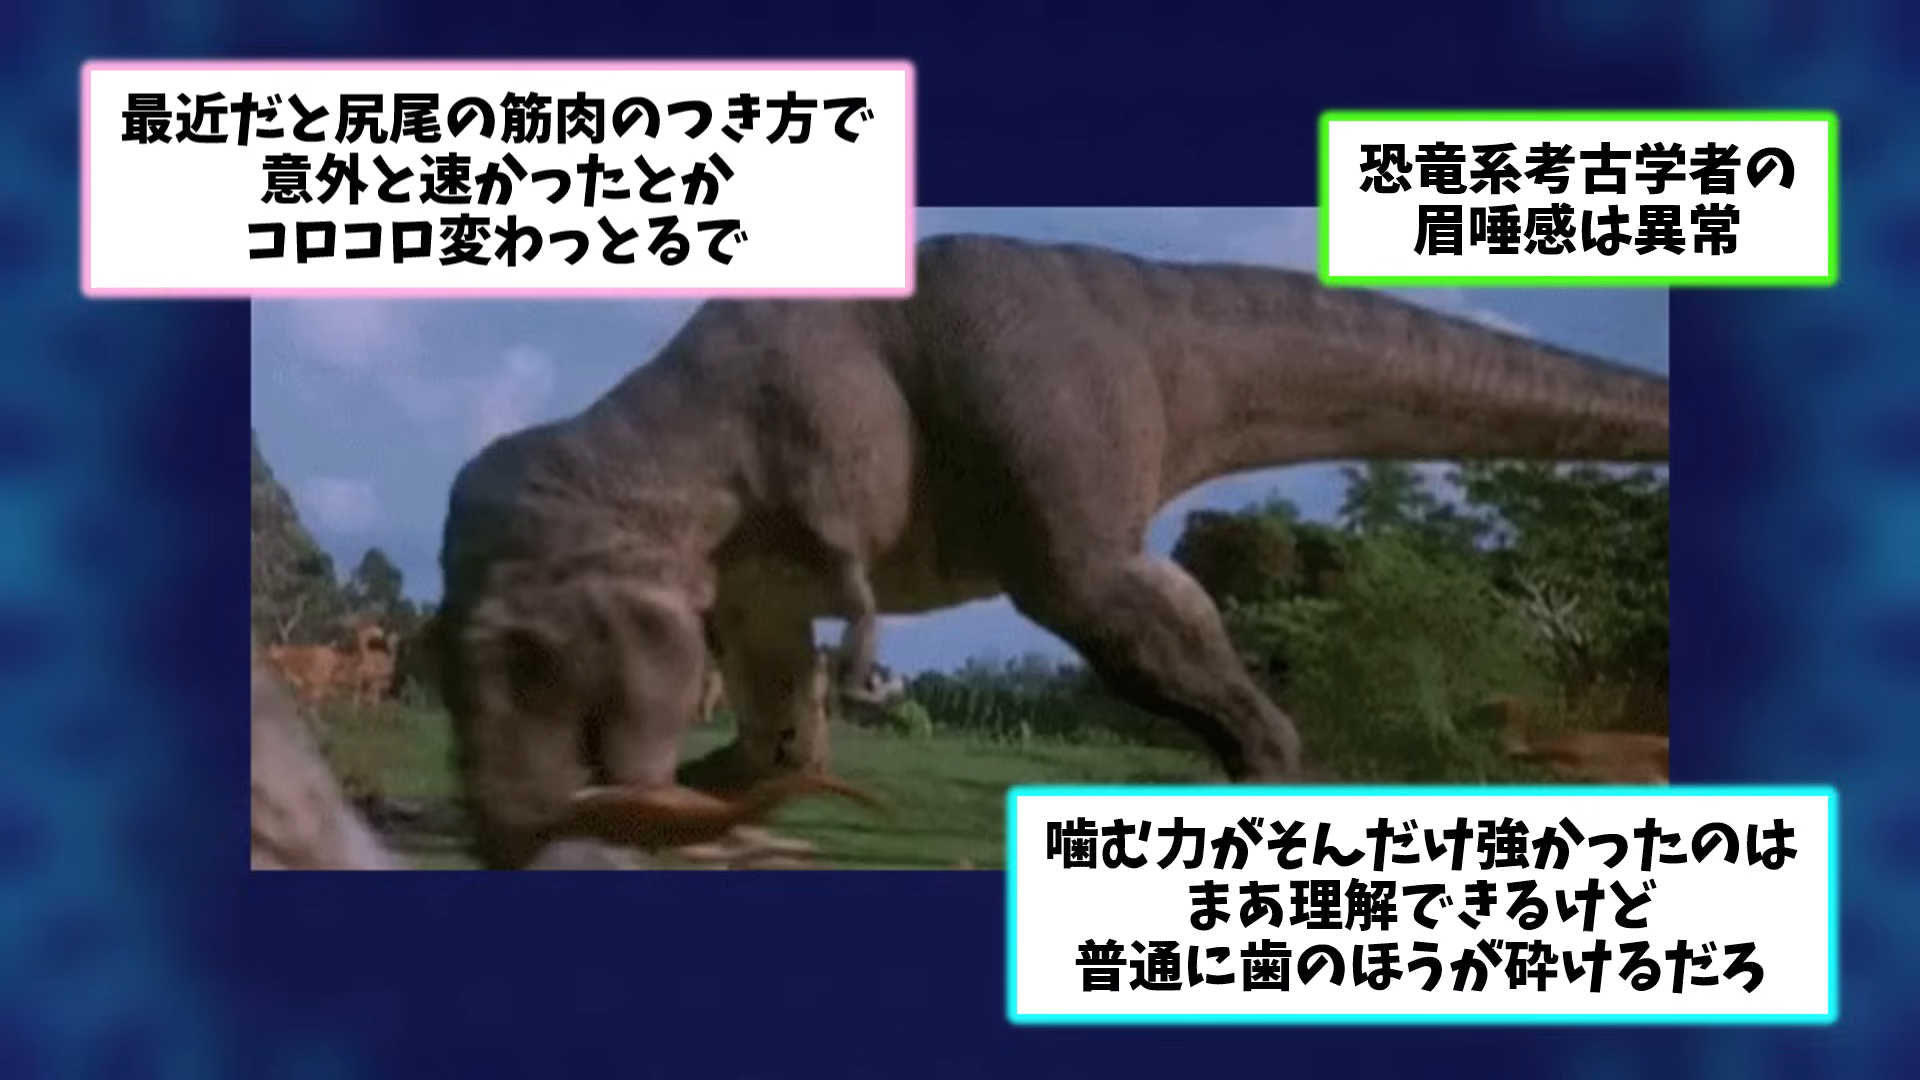 最近だと尻尾の筋肉のつき方で
意外と速かったとか
コロコロ変わっとるで
恐竜系考古学者の
眉唾感は異常
噛む力がそんだけ強かったのは
まあ理解できるけど
普通に歯のほうが砕けるだろ